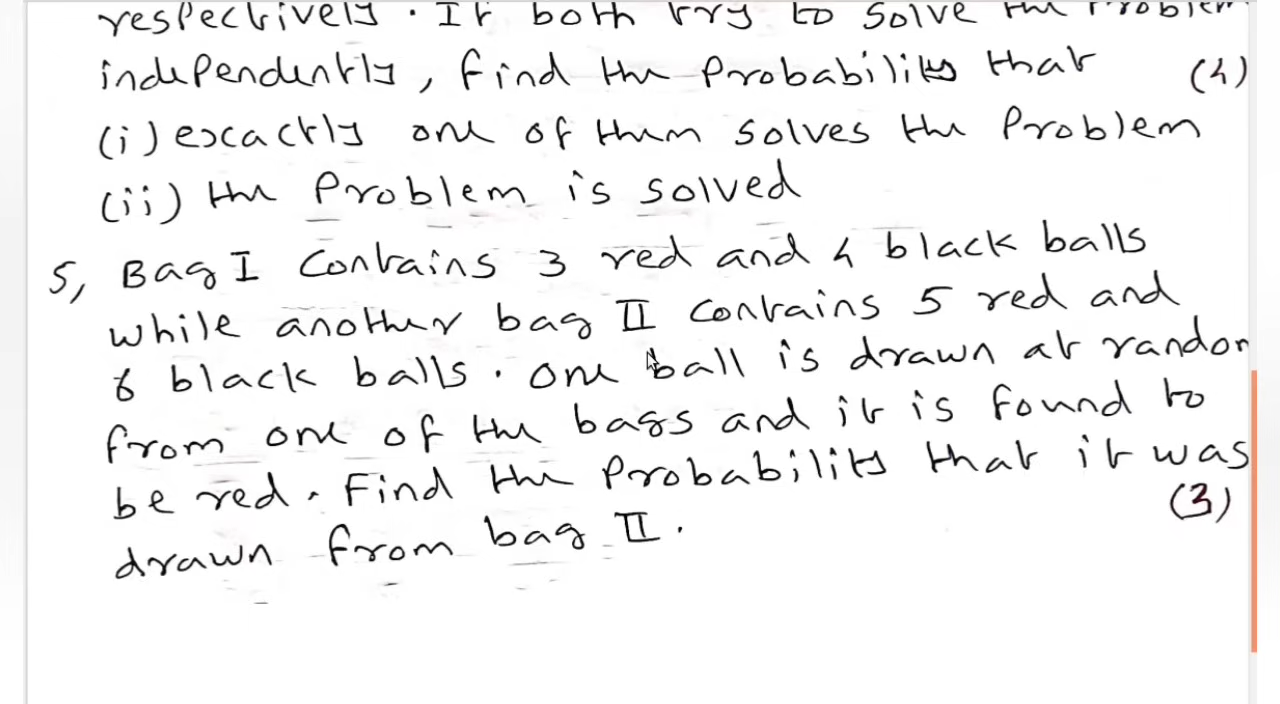 respectively. If both try to solve the Problem
independently, find the Probability that (4)
(i) exactly one of them solves the Problem
(ii) the Problem is solved
5, Bag I Contains 3 red and 4 black balls
while another bag II Contains 5 red and
6 black balls. One ball is drawn at random
from one of the bags and it is found to
be red. Find the Probability that it was
drawn from bag II. (3)